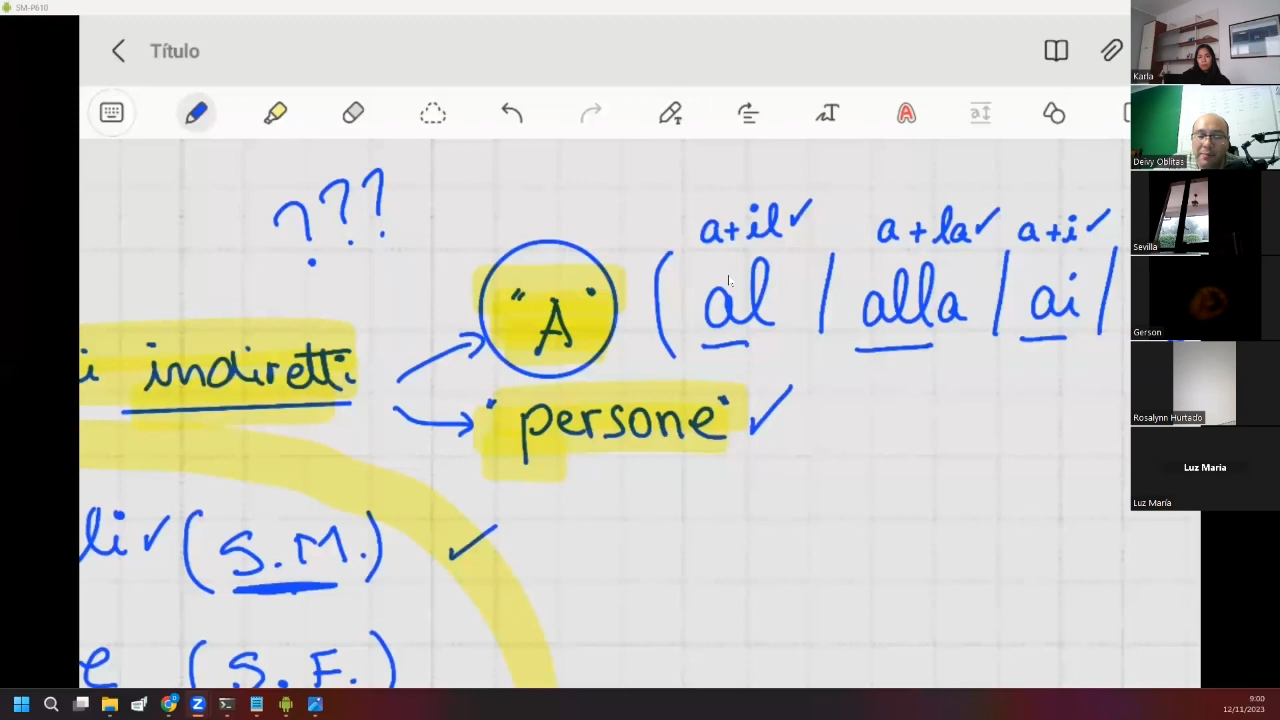 SM-P610
Título
???
a+il✓ a+la✓ a+i✓
"A" ( al | alla | ai |
i indiretti
"persone" ✓
li✓ (S.M.) ✓
e (S.F.)
Karla
Deivy Oblitas
Sevilla
Gerson
Rosalynn Hurtado
Luz Maria
Luz María
9:00
12/11/2023